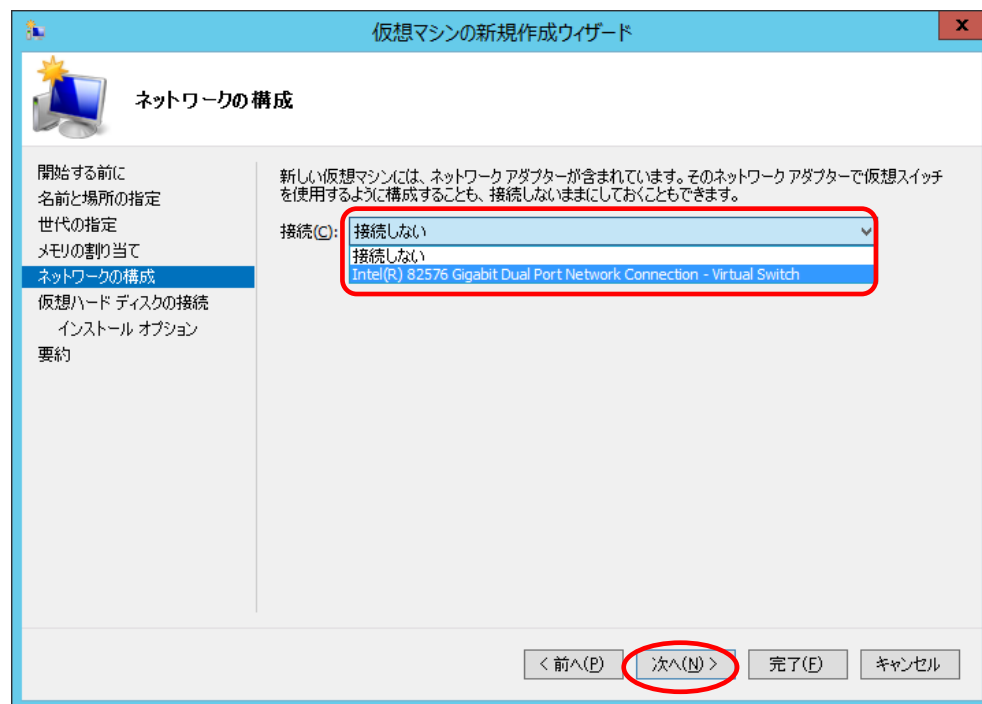 仮想マシンの新規作成ウィザード
x
ネットワークの構成
開始する前に
名前と場所の指定
世代の指定
メモリの割り当て
ネットワークの構成
仮想ハード ディスクの接続
インストール オプション
要約
新しい仮想マシンには、ネットワーク アダプターが含まれています。そのネットワーク アダプターで仮想スイッチ
を使用するように構成することも、接続しないままにしておくこともできます。
接続(C): 接続しない
接続しない
Intel(R) 82576 Gigabit Dual Port Network Connection - Virtual Switch
< 前へ(P) 次へ(N) > 完了(F) キャンセル